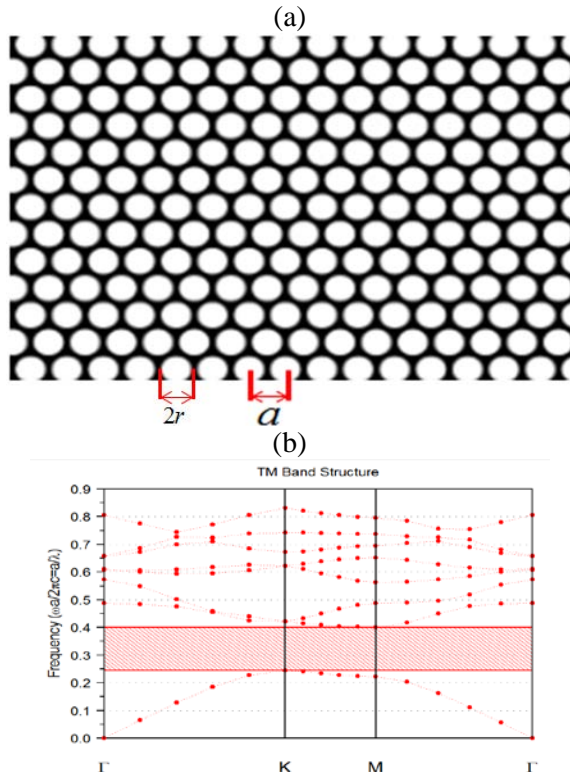 (a)
2r
a
(b)
TM Band Structure
Frequency (ωa/2πc=a/λ)
0.9
0.8
0.7
0.6
0.5
0.4
0.3
0.2
0.1
0.0
Γ K M Γ